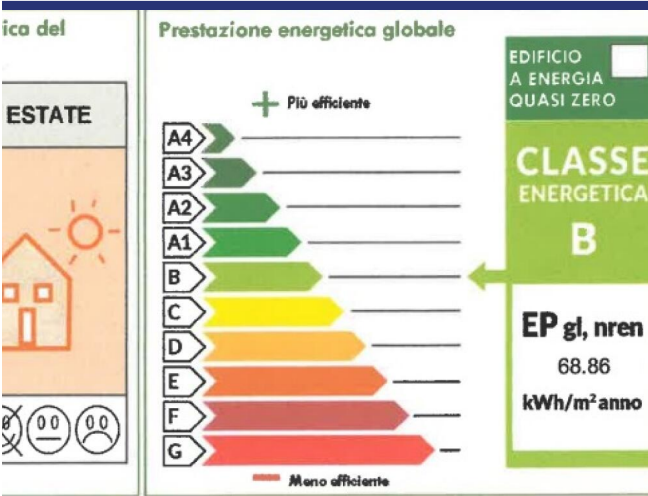 ica del
ESTATE
Prestazione energetica globale
Più efficiente
A4
A3
A2
A1
B
C
D
E
F
G
Meno efficiente
EDIFICIO
A ENERGIA
QUASI ZERO
CLASSE
ENERGETICA
B
EP gl, nren
68.86
kWh/m² anno